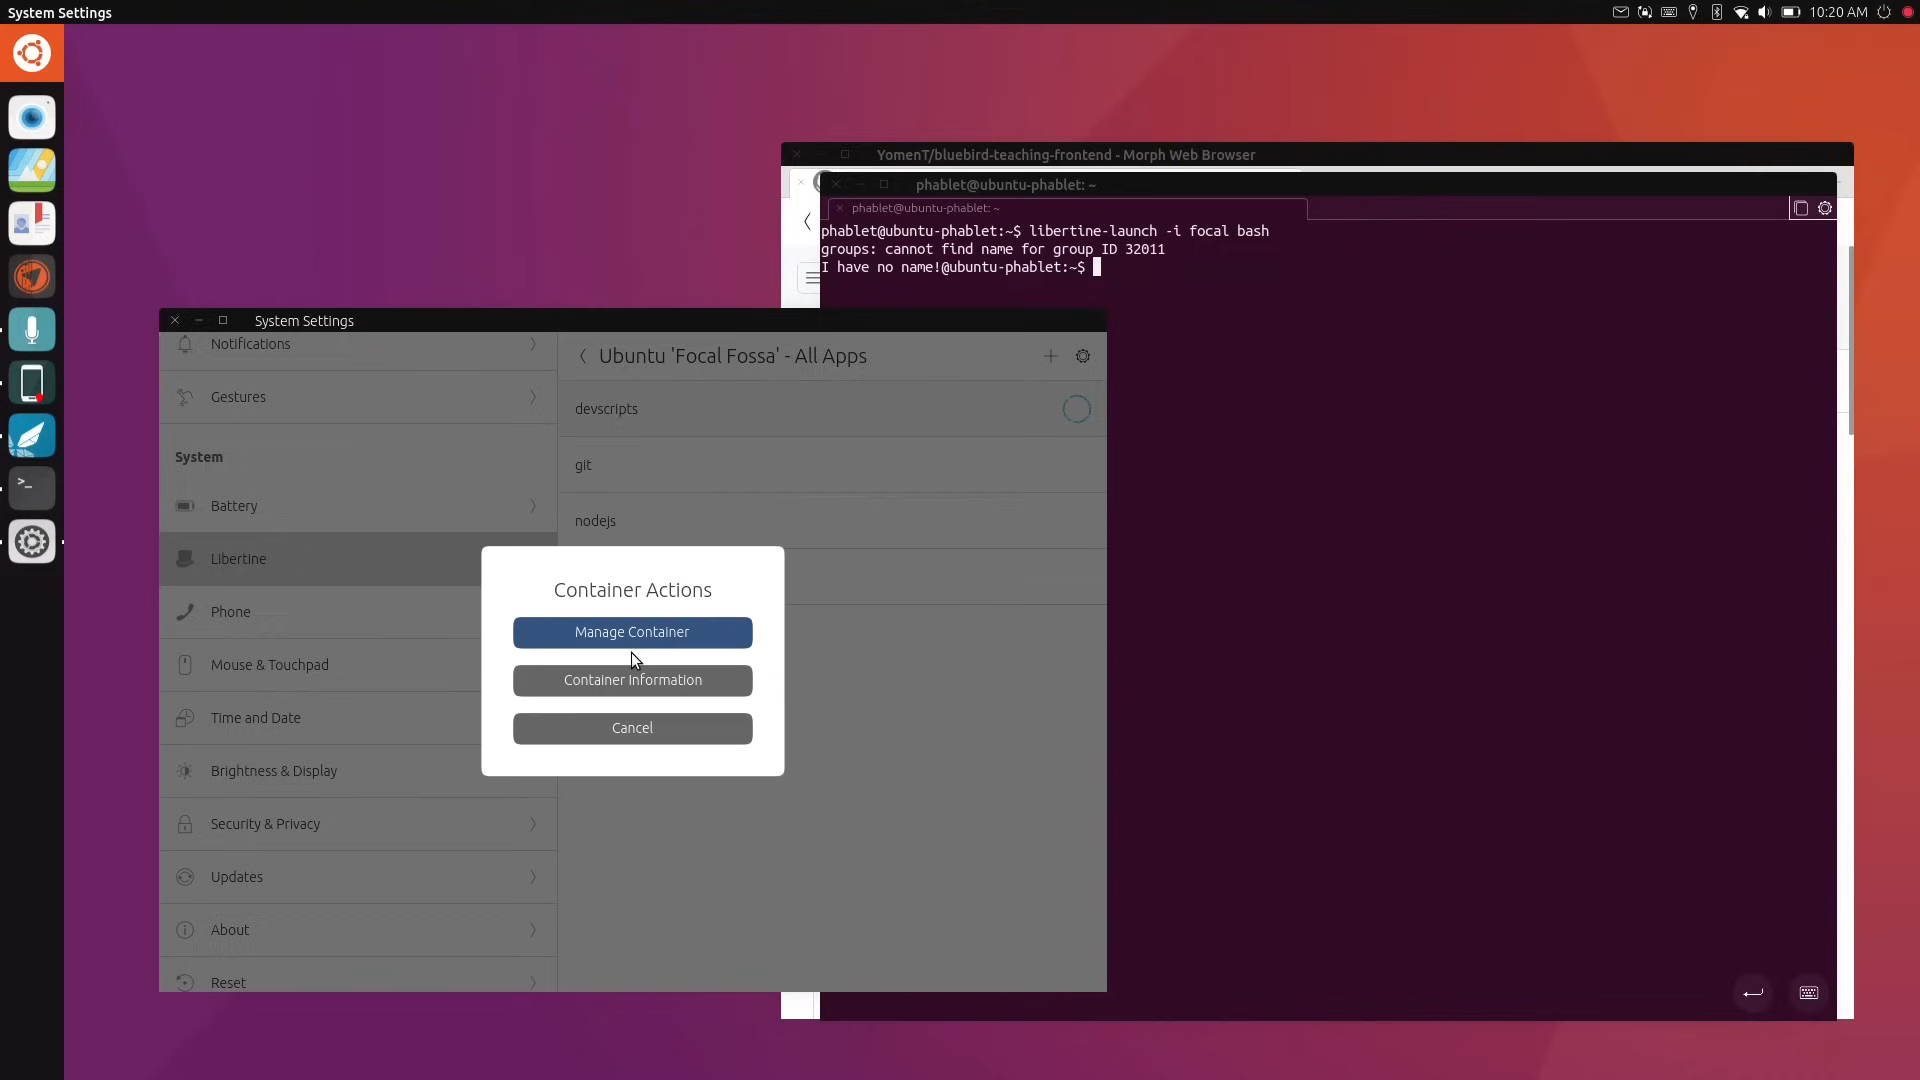 System Settings
10:20 AM
YomenT/bluebird-teaching-frontend - Morph Web Browser
phablet@ubuntu-phablet: ~
phablet@ubuntu-phablet: ~
phablet@ubuntu-phablet:~$ libertine-launch -i focal bash
groups: cannot find name for group ID 32011
I have no name!@ubuntu-phablet:~$
System Settings
Notifications
Gestures
System
Battery
Libertine
Phone
Mouse & Touchpad
Time and Date
Brightness & Display
Security & Privacy
Updates
About
Reset
Ubuntu 'Focal Fossa' - All Apps
devscripts
git
nodejs
Container Actions
Manage Container
Container Information
Cancel